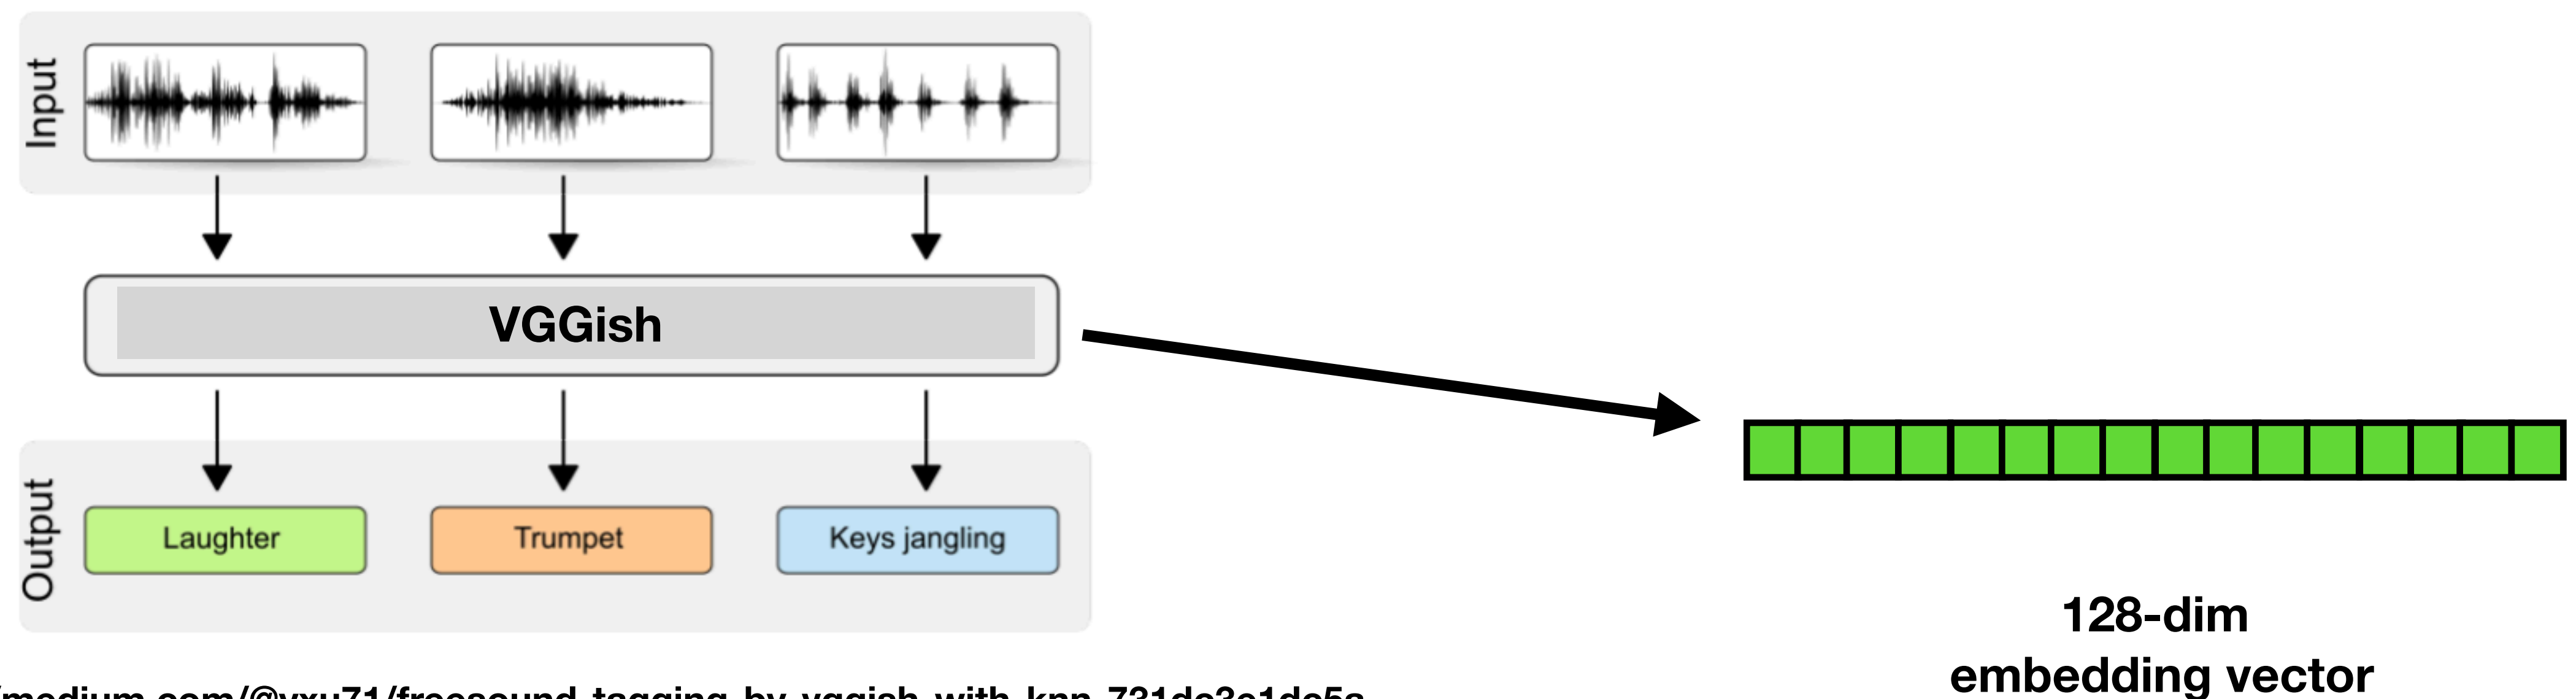 Input
VGGish
Output
Laughter
Trumpet
Keys jangling
128-dim
embedding vector